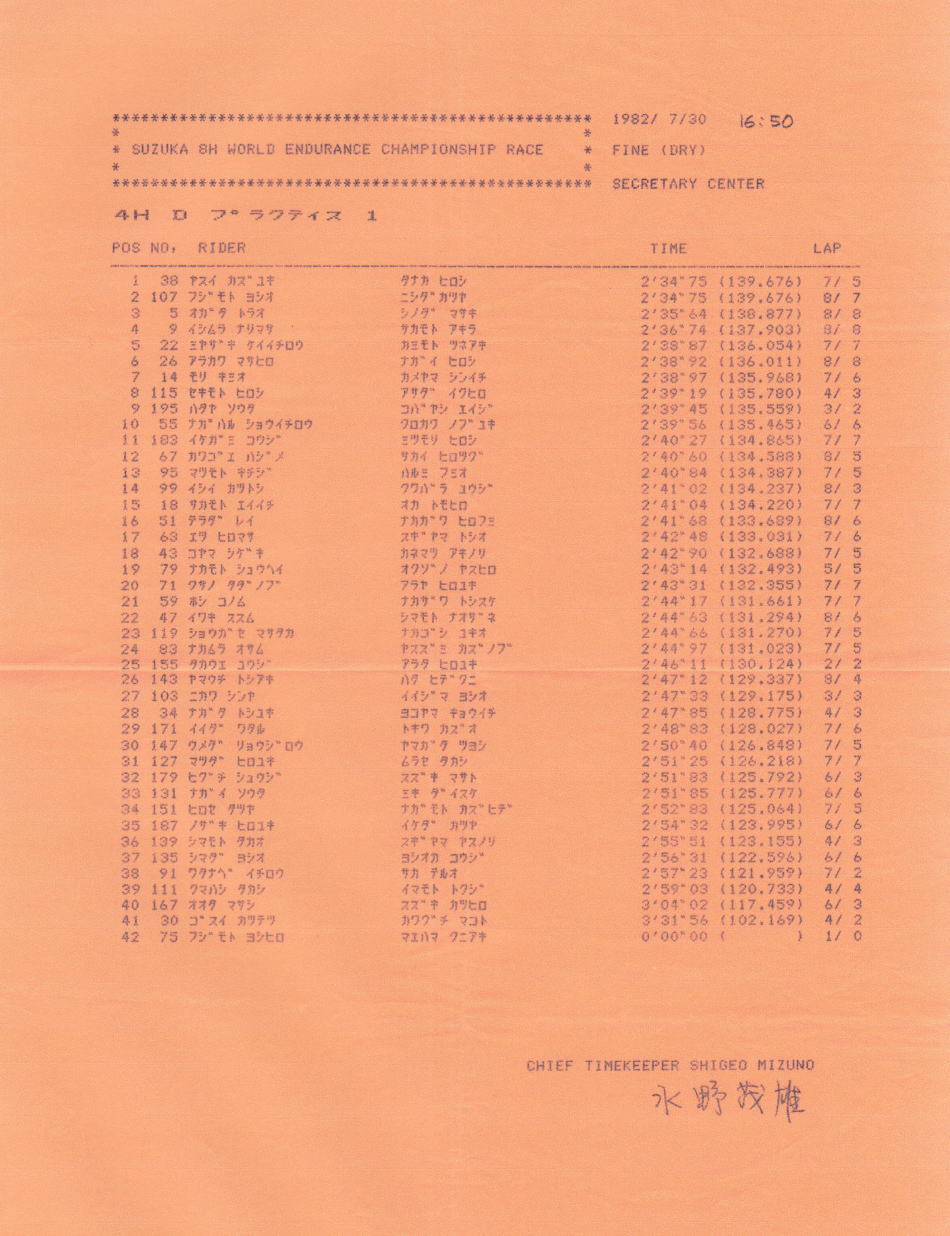 ************************************************** 1982/ 7/30 16:50
* *
* SUZUKA 8H WORLD ENDURANCE CHAMPIONSHIP RACE * FINE (DRY)
* *
************************************************** SECRETARY CENTER
4H D プラクティス 1
POS NO. RIDER TIME LAP
1 38 ヤスイ カズユキ タナカ ヒロシ 2'34"75 (139.676) 7/ 5
2 107 フジモト ヨシオ ニシダ カツヤ 2'34"75 (139.676) 8/ 7
3 5 オガタ トラオ シノダ マサキ 2'35"64 (138.877) 8/ 8
4 9 イシムラ ナリマサ サカモト アキラ 2'36"74 (137.903) 8/ 8
5 22 ミヤザキ ケイイチロウ カミモト ツネアキ 2'38"87 (136.054) 7/ 7
6 26 アラカワ マサヒロ ナガイ ヒロシ 2'38"92 (136.011) 8/ 8
7 14 モリ キミオ カメヤマ シンイチ 2'38"97 (135.968) 7/ 6
8 115 セキモト ヒロシ アサダ イクヒロ 2'39"19 (135.780) 4/ 3
9 195 ハタヤ ソウタ コバヤシ エイジ 2'39"45 (135.559) 3/ 2
10 55 ナガハル ショウイチロウ クロカワ ノブユキ 2'39"56 (135.465) 6/ 6
11 183 イケガミ コウジ ミツモリ ヒロシ 2'40"27 (134.865) 7/ 7
12 67 カワゴエ ハジメ サカイ ヒロツグ 2'40"60 (134.588) 8/ 5
13 95 マツモト キチジ ハルミ フミオ 2'40"84 (134.387) 7/ 5
14 99 イシイ カツトシ クワバラ ユウジ 2'41"02 (134.237) 8/ 3
15 18 サカモト エイイチ オカ トモヒロ 2'41"04 (134.220) 7/ 7
16 51 テラダ レイ ナカガワ ヒロフミ 2'41"68 (133.689) 8/ 6
17 63 エツ ヒロマサ スギヤマ トシオ 2'42"48 (133.031) 7/ 6
18 43 コヤマ シゲキ カネマツ アキノリ 2'42"90 (132.688) 7/ 5
19 79 ナカモト シュウヘイ オクゾノ ヤスヒロ 2'43"14 (132.493) 5/ 5
20 71 クサノ タダノブ アラヤ ヒロユキ 2'43"31 (132.355) 7/ 7
21 59 ホシ コノム ナカザワ トシスケ 2'44"17 (131.661) 7/ 7
22 47 イワキ ススム シマモト ナオザネ 2'44"63 (131.294) 8/ 6
23 119 ショウガセ マサタカ ナカゴシ ユキオ 2'44"66 (131.270) 7/ 5
24 83 ナカムラ オサム ヤスズミ カズノブ 2'44"97 (131.023) 7/ 5
25 155 タカウエ ユウジ アラタ ヒロユキ 2'46"11 (130.124) 2/ 2
26 143 ヤマウチ トシアキ ハタ ヒデクニ 2'47"12 (129.337) 8/ 4
27 103 ニカワ シンヤ イイジマ ヨシオ 2'47"33 (129.175) 3/ 3
28 34 ナガタ トシユキ ヨコヤマ キョウイチ 2'47"85 (128.775) 4/ 3
29 171 イイダ ワタル トキワ カズオ 2'48"83 (128.027) 7/ 6
30 147 ウメダ リョウジロウ ヤマガタ ツヨシ 2'50"40 (126.848) 7/ 5
31 127 マツダ ヒロユキ ムラセ タカシ 2'51"25 (126.218) 7/ 7
32 179 ヒグチ シュウジ スズキ マサト 2'51"83 (125.792) 6/ 3
33 131 ナガイ ソウタ ミキ ダイスケ 2'51"85 (125.777) 6/ 6
34 151 ヒロセ タツヤ ナガモト カズヒデ 2'52"83 (125.064) 7/ 5
35 187 ノザキ ヒロユキ イケダ カツヤ 2'54"32 (123.995) 6/ 6
36 139 シマモト タカオ スギヤマ ヤスノリ 2'55"51 (123.155) 4/ 3
37 135 シマダ ヨシオ ヨシオカ コウジ 2'56"31 (122.596) 6/ 6
38 91 ワタナベ イチロウ サカ テルオ 2'57"23 (121.959) 7/ 2
39 111 クマハシ タカシ イマモト トクジ 2'59"03 (120.733) 4/ 4
40 167 オオタ マサシ スズキ カツヒロ 3'04"02 (117.459) 6/ 3
41 30 ゴスイ カツテツ カワグチ マコト 3'31"56 (102.169) 4/ 2
42 75 フジモト ヨシヒロ マエハマ クニアキ 0'00"00 ( ) 1/ 0
CHIEF TIMEKEEPER SHIGEO MIZUNO
水野茂雄